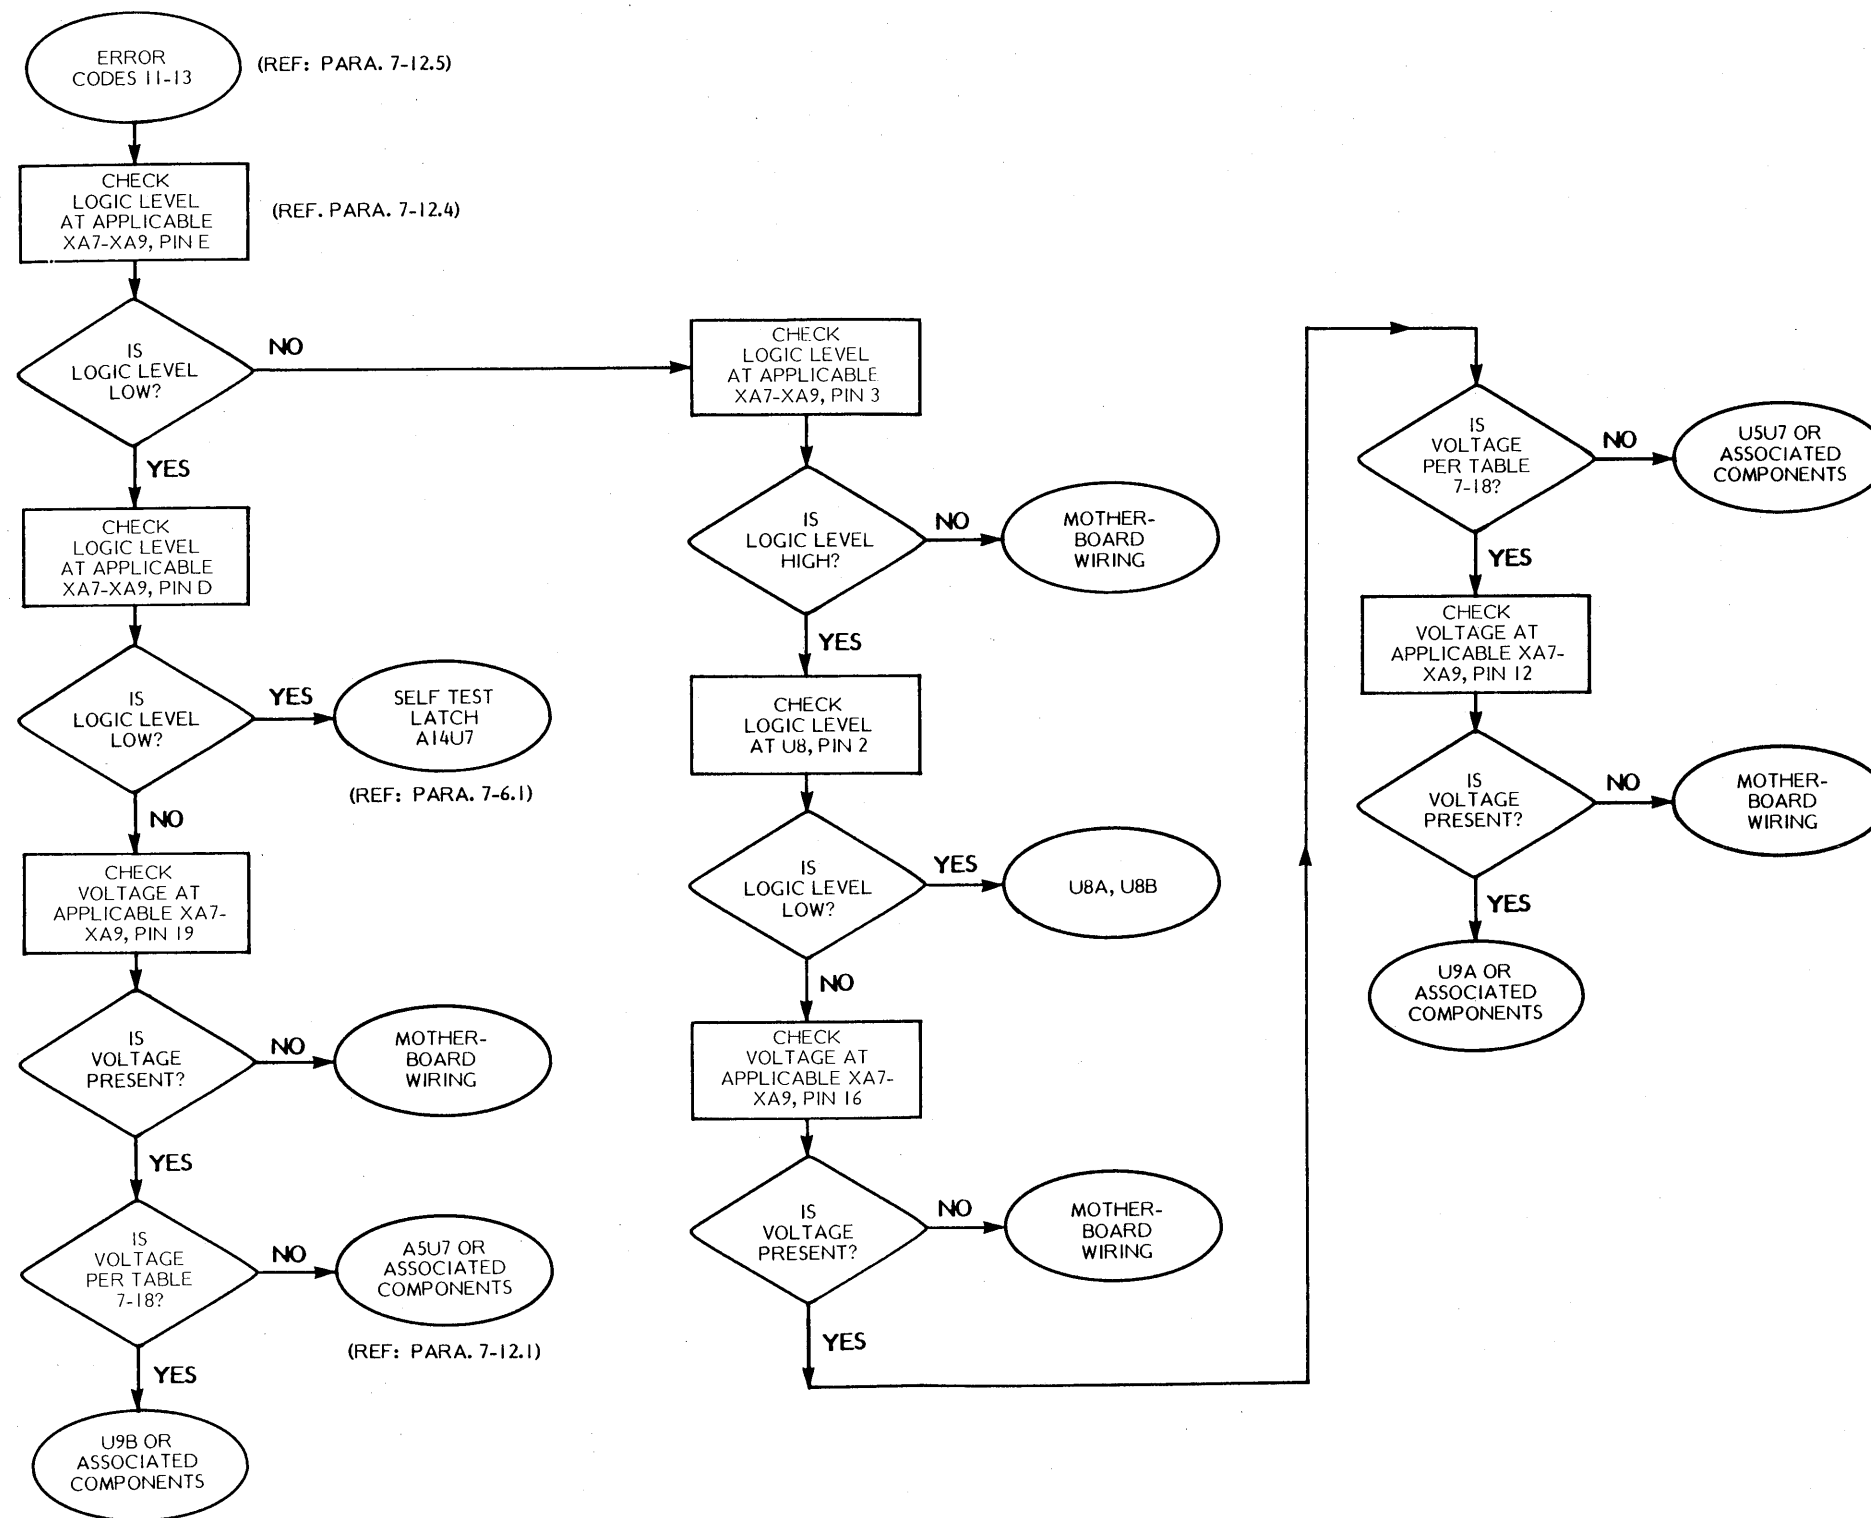 ERROR
CODES 11-13
(REF: PARA. 7-12.5)
CHECK
LOGIC LEVEL
AT APPLICABLE
XA7-XA9, PIN E
(REF. PARA. 7-12.4)
IS
LOGIC LEVEL
LOW?
NO
YES
CHECK
LOGIC LEVEL
AT APPLICABLE
XA7-XA9, PIN D
IS
LOGIC LEVEL
LOW?
YES
SELF TEST
LATCH
A14U7
(REF: PARA. 7-6.1)
NO
CHECK
VOLTAGE AT
APPLICABLE XA7-
XA9, PIN 19
IS
VOLTAGE
PRESENT?
NO
MOTHER-
BOARD
WIRING
YES
IS
VOLTAGE
PER TABLE
7-18?
NO
A5U7 OR
ASSOCIATED
COMPONENTS
(REF: PARA. 7-12.1)
YES
U9B OR
ASSOCIATED
COMPONENTS
CHECK
LOGIC LEVEL
AT APPLICABLE
XA7-XA9, PIN 3
IS
LOGIC LEVEL
HIGH?
NO
MOTHER-
BOARD
WIRING
YES
CHECK
LOGIC LEVEL
AT U8, PIN 2
IS
LOGIC LEVEL
LOW?
YES
U8A, U8B
NO
CHECK
VOLTAGE AT
APPLICABLE XA7-
XA9, PIN 16
IS
VOLTAGE
PRESENT?
NO
MOTHER-
BOARD
WIRING
YES
IS
VOLTAGE
PER TABLE
7-18?
NO
U5U7 OR
ASSOCIATED
COMPONENTS
YES
CHECK
VOLTAGE AT
APPLICABLE XA7-
XA9, PIN 12
IS
VOLTAGE
PRESENT?
NO
MOTHER-
BOARD
WIRING
YES
U9A OR
ASSOCIATED
COMPONENTS